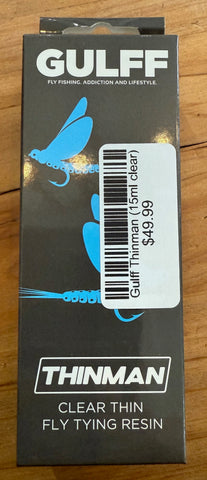 GULFF
FLY FISHING. ADDICTION AND LIFESTYLE.
Gulff Thinman (15ml clear)
$49.99
THINMAN
CLEAR THIN
FLY TYING RESIN